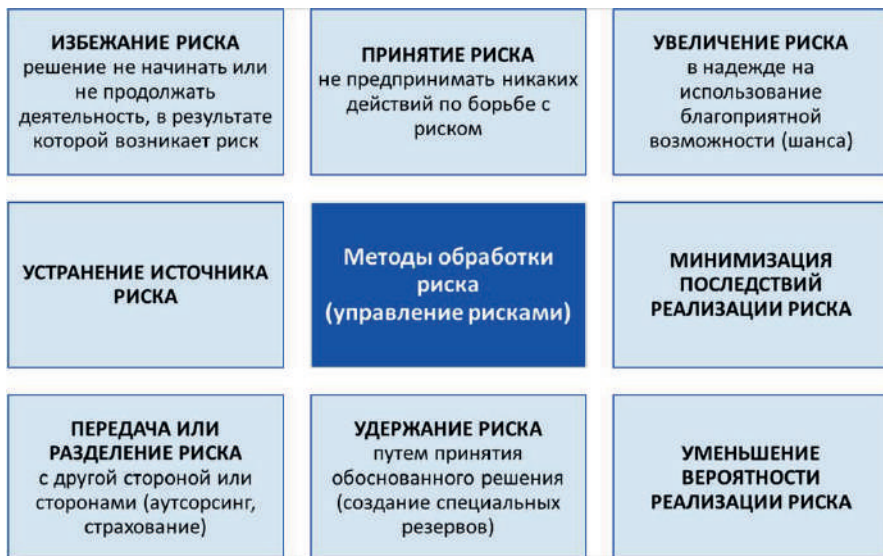 ИЗБЕЖАНИЕ РИСКА
решение не начинать или
не продолжать
деятельность, в результате
которой возникает риск
ПРИНЯТИЕ РИСКА
не предпринимать никаких
действий по борьбе с
риском
УВЕЛИЧЕНИЕ РИСКА
в надежде на
использование
благоприятной
возможности (шанса)
УСТРАНЕНИЕ ИСТОЧНИКА
РИСКА
Методы обработки
риска
(управление рисками)
МИНИМИЗАЦИЯ
ПОСЛЕДСТВИЙ
РЕАЛИЗАЦИИ РИСКА
ПЕРЕДАЧА ИЛИ
РАЗДЕЛЕНИЕ РИСКА
с другой стороной или
сторонами (аутсорсинг,
страхование)
УДЕРЖАНИЕ РИСКА
путем принятия
обоснованного решения
(создание специальных
резервов)
УМЕНЬШЕНИЕ
ВЕРОЯТНОСТИ
РЕАЛИЗАЦИИ РИСКА